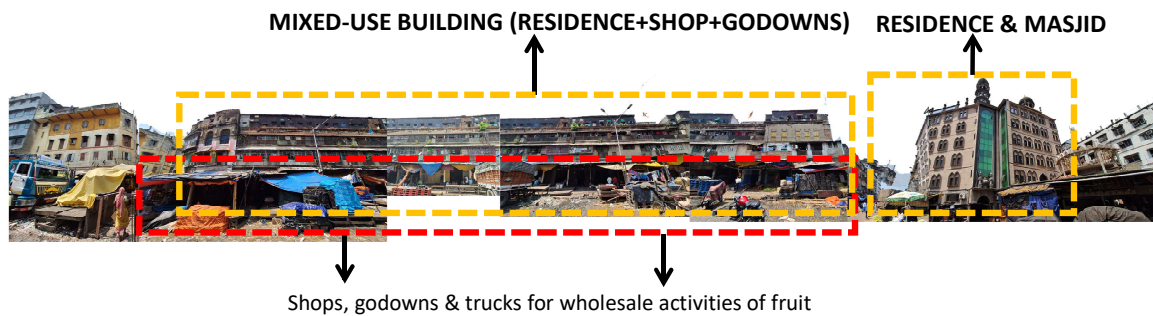 MIXED-USE BUILDING (RESIDENCE+SHOP+GODOWNS)
RESIDENCE & MASJID
Shops, godowns & trucks for wholesale activities of fruit